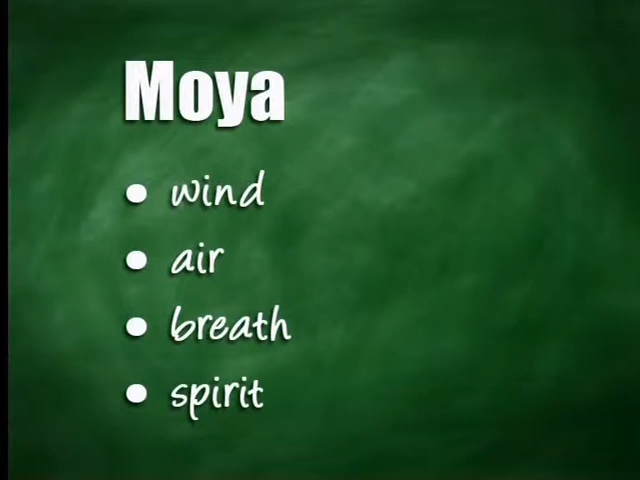 Moya
• wind
• air
• breath
• spirit